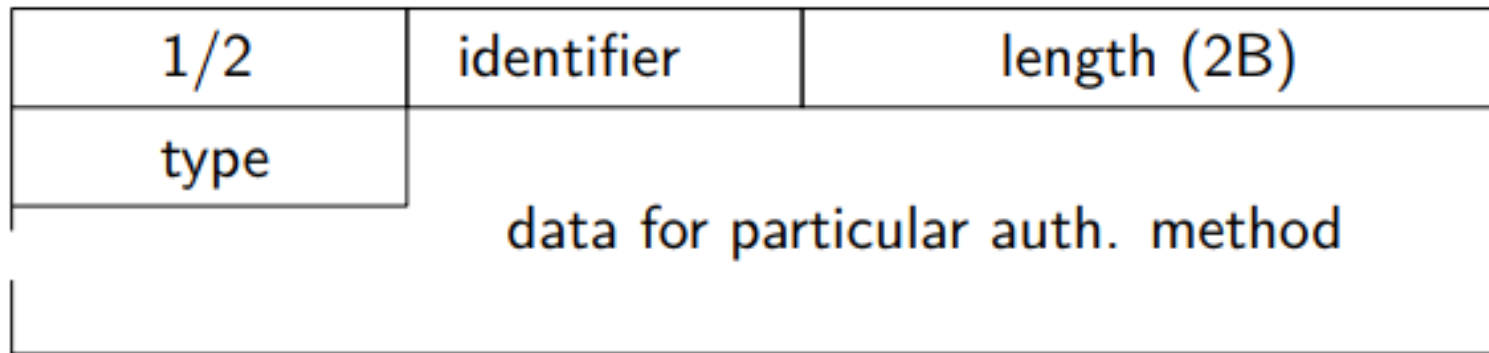 1/2 identifier length (2B)
type
data for particular auth. method